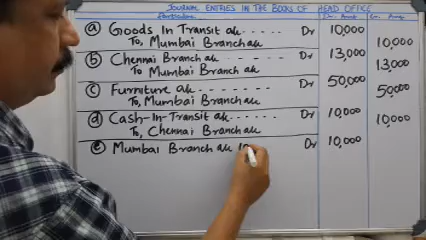 JOURNAL ENTRIES IN THE BOOKS OF HEAD OFFICE
Particulars Dr. Amt Cr. Amt
(a) Goods In Transit a/c ..... Dr 10,000
To, Mumbai Branch a/c 10,000
(b) Chennai Branch a/c - - - - - - Dr 13,000
To Mumbai Branch a/c 13,000
(c) Furniture a/c - - - - - - - Dr 50,000
To, Mumbai Branch a/c 50,000
(d) Cash-In-Transit a/c ...... Dr 10,000
To, Chennai Branch a/c 10,000
(e) Mumbai Branch a/c Dr 10,000